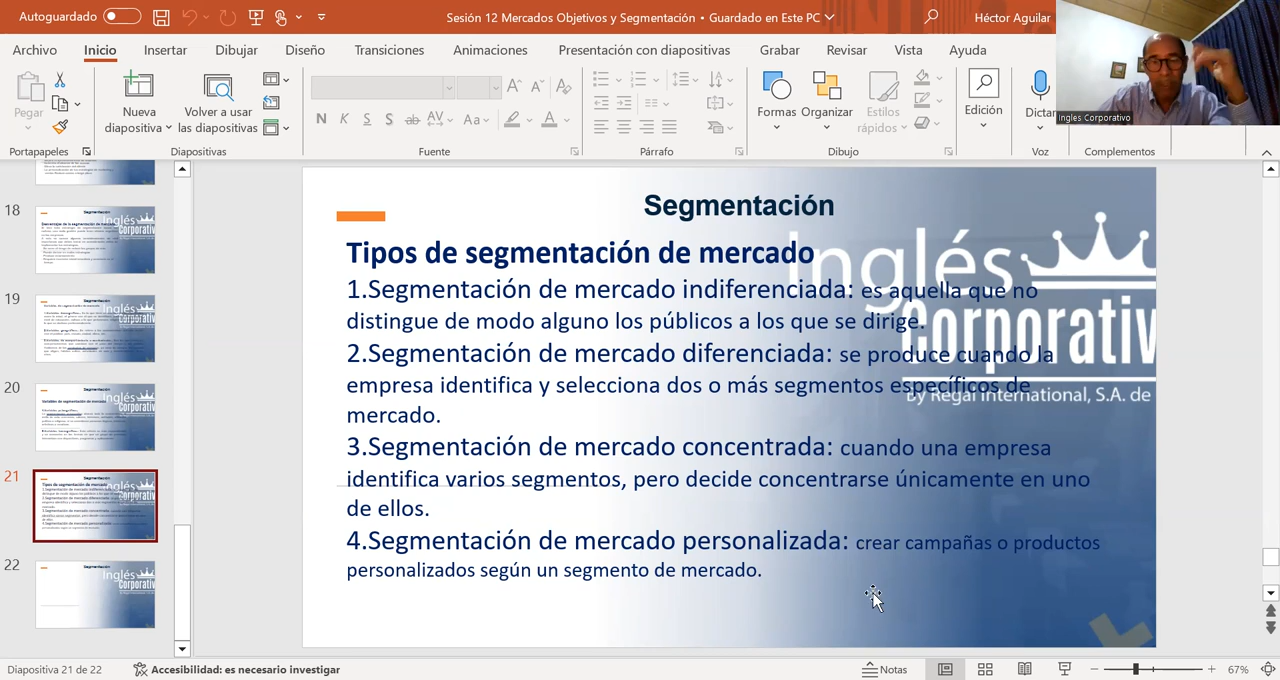 Autoguardado
Sesión 12 Mercados Objetivos y Segmentación • Guardado en Este PC
Héctor Aguilar
Archivo Inicio Insertar Dibujar Diseño Transiciones Animaciones Presentación con diapositivas Grabar Revisar Vista Ayuda
Pegar
Nueva diapositiva
Volver a usar las diapositivas
N K S S ab AV Aa A
Formas Organizar Estilos rápidos
Edición
Dictar
Ingles Corporativo
Portapapeles Diapositivas Fuente Párrafo Dibujo Voz Complementos
18
19
20
21
22
Segmentación
Tipos de segmentación de mercado
1.Segmentación de mercado indiferenciada: es aquella que no
distingue de modo alguno los públicos a los que se dirige.
2.Segmentación de mercado diferenciada: se produce cuando la
empresa identifica y selecciona dos o más segmentos específicos de
mercado.
3.Segmentación de mercado concentrada: cuando una empresa
identifica varios segmentos, pero decide concentrarse únicamente en uno
de ellos.
4.Segmentación de mercado personalizada: crear campañas o productos
personalizados según un segmento de mercado.
Inglés
Corporativ
By Regal International, S.A. de
Diapositiva 21 de 22
Accesibilidad: es necesario investigar
Notas
67%